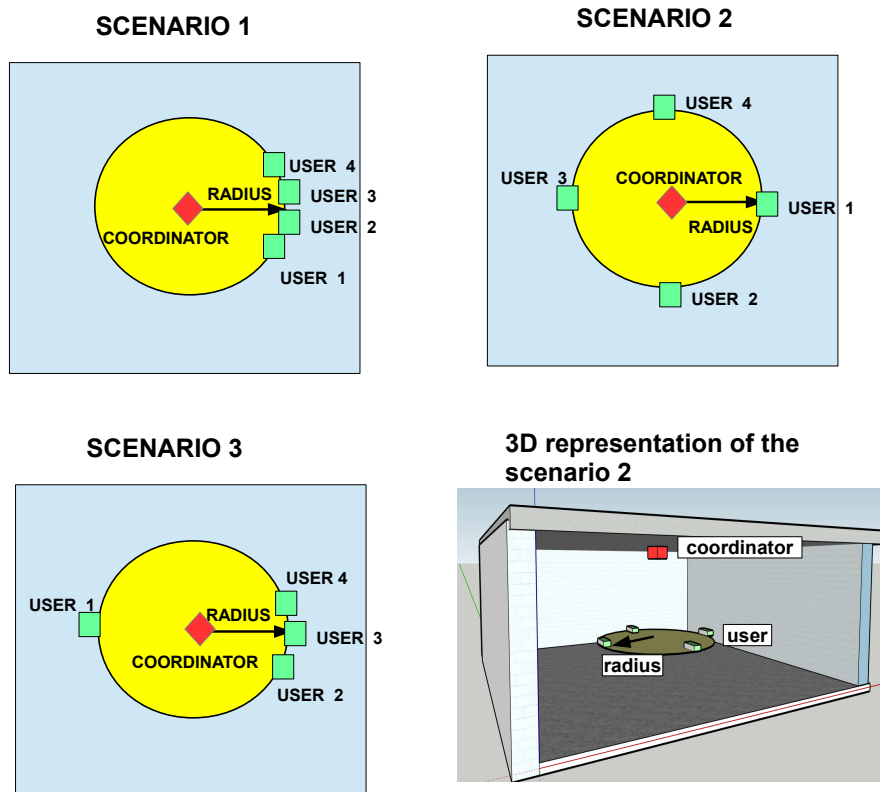 SCENARIO 1
USER 4
RADIUS
USER 3
USER 2
COORDINATOR
USER 1
SCENARIO 2
USER 4
USER 3
COORDINATOR
USER 1
RADIUS
USER 2
SCENARIO 3
USER 4
USER 1
RADIUS
USER 3
COORDINATOR
USER 2
3D representation of the
scenario 2
coordinator
user
radius